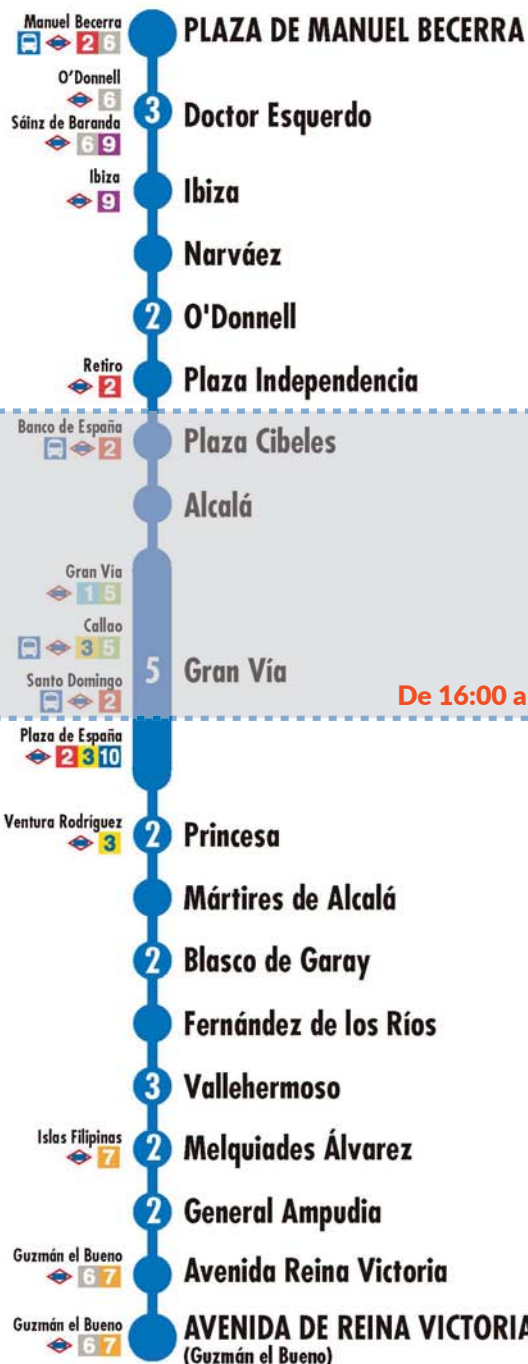 Manuel Becerra
2 6
PLAZA DE MANUEL BECERRA
O'Donnell
6
Sáinz de Baranda
6 9
3
Doctor Esquerdo
Ibiza
9
Ibiza
Narváez
2
O'Donnell
Retiro
2
Plaza Independencia
Banco de España
2
Plaza Cibeles
Alcalá
Gran Via
1 5
Callao
3 5
Santo Domingo
2
5
Gran Vía
De 16:00 a
Plaza de España
2 3 10
Ventura Rodríguez
3
2
Princesa
Mártires de Alcalá
2
Blasco de Garay
Fernández de los Ríos
3
Vallehermoso
Islas Filipinas
7
2
Melquiades Álvarez
2
General Ampudia
Guzmán el Bueno
6 7
Avenida Reina Victoria
Guzmán el Bueno
6 7
AVENIDA DE REINA VICTORIA
(Guzmán el Bueno)